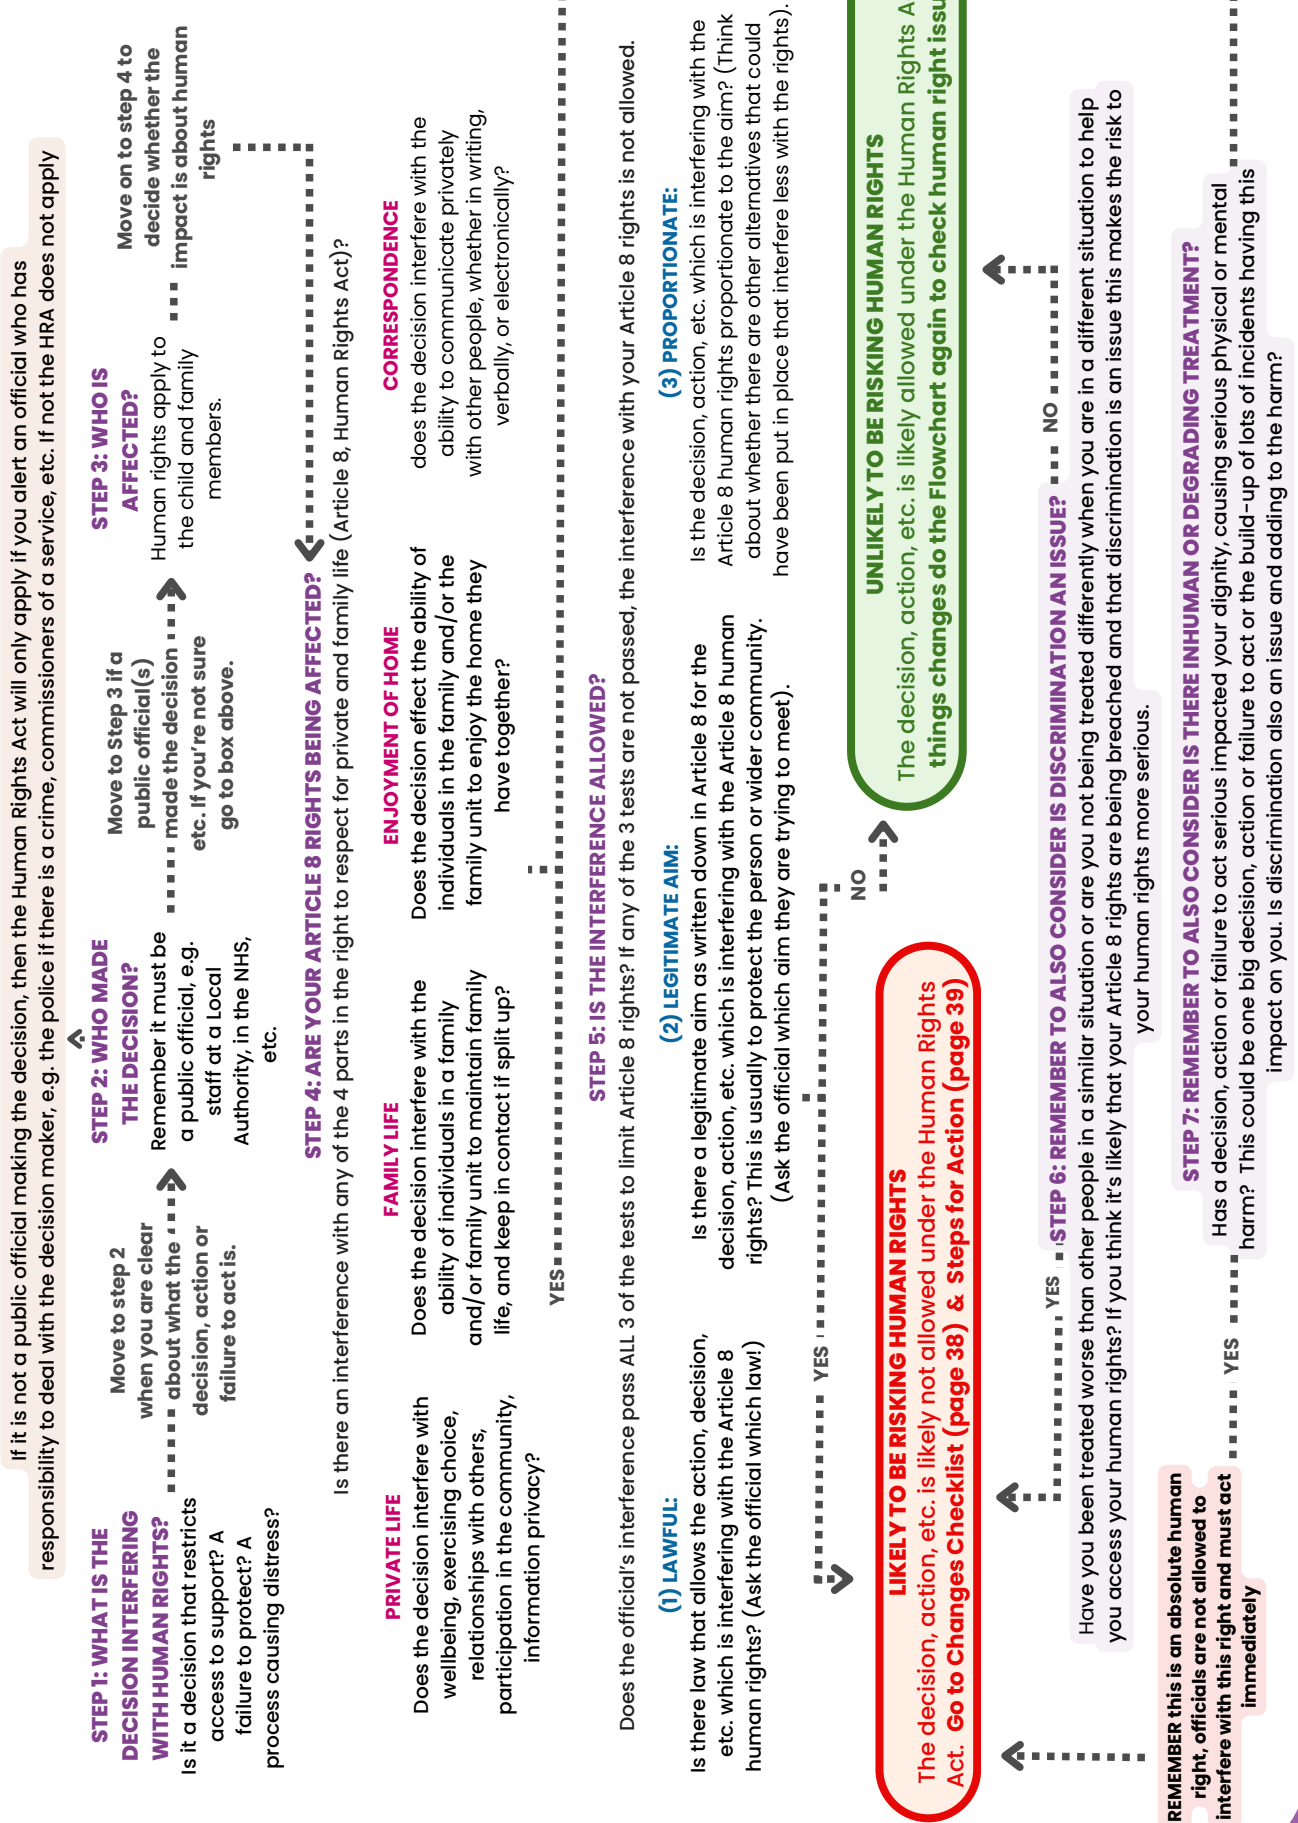 If it is not a public official making the decision, then the Human Rights Act will only apply if you alert an official who has
responsibility to deal with the decision maker, e.g. the police if there is a crime, commissioners of a service, etc. If not the HRA does not apply
STEP 1: WHAT IS THE
DECISION INTERFERING
WITH HUMAN RIGHTS?
Is it a decision that restricts
access to support? A
failure to protect? A
process causing distress?
Move to step 2
when you are clear
about what the
decision, action or
failure to act is.
STEP 2: WHO MADE
THE DECISION?
Remember it must be
a public official, e.g.
staff at a Local
Authority, in the NHS,
etc.
Move to Step 3 if a
public official(s)
made the decision
etc. If you're not sure
go to box above.
STEP 3: WHO IS
AFFECTED?
Human rights apply to
the child and family
members.
Move on to step 4 to
decide whether the
impact is about human
rights
STEP 4: ARE YOUR ARTICLE 8 RIGHTS BEING AFFECTED?
Is there an interference with any of the 4 parts in the right to respect for private and family life (Article 8, Human Rights Act)?
PRIVATE LIFE
Does the decision interfere with
wellbeing, exercising choice,
relationships with others,
participation in the community,
information privacy?
FAMILY LIFE
Does the decision interfere with the
ability of individuals in a family
and/or family unit to maintain family
life, and keep in contact if split up?
ENJOYMENT OF HOME
Does the decision effect the ability of
individuals in the family and/or the
family unit to enjoy the home they
have together?
CORRESPONDENCE
does the decision interfere with the
ability to communicate privately
with other people, whether in writing,
verbally, or electronically?
YES
STEP 5: IS THE INTERFERENCE ALLOWED?
Does the official's interference pass ALL 3 of the tests to limit Article 8 rights? If any of the 3 tests are not passed, the interference with your Article 8 rights is not allowed.
(1) LAWFUL:
Is there law that allows the action, decision,
etc. which is interfering with the Article 8
human rights? (Ask the official which law!)
(2) LEGITIMATE AIM:
Is there a legitimate aim as written down in Article 8 for the
decision, action, etc. which is interfering with the Article 8 human
rights? This is usually to protect the person or wider community.
(Ask the official which aim they are trying to meet).
(3) PROPORTIONATE:
Is the decision, action, etc. which is interfering with the
Article 8 human rights proportionate to the aim? (Think
about whether there are other alternatives that could
have been put in place that interfere less with the rights).
YES
NO
LIKELY TO BE RISKING HUMAN RIGHTS
The decision, action, etc. is likely not allowed under the Human Rights
Act. Go to Changes Checklist (page 38) & Steps for Action (page 39)
UNLIKELY TO BE RISKING HUMAN RIGHTS
The decision, action, etc. is likely allowed under the Human Rights A
things changes do the Flowchart again to check human right issu
YES
STEP 6: REMEMBER TO ALSO CONSIDER IS DISCRIMINATION AN ISSUE?
NO
Have you been treated worse than other people in a similar situation or are you not being treated differently when you are in a different situation to help
you access your human rights? If you think it's likely that your Article 8 rights are being breached and that discrimination is an issue this makes the risk to
your human rights more serious.
REMEMBER this is an absolute human
right, officials are not allowed to
interfere with this right and must act
immediately
YES
STEP 7: REMEMBER TO ALSO CONSIDER IS THERE INHUMAN OR DEGRADING TREATMENT?
Has a decision, action or failure to act serious impacted your dignity, causing serious physical or mental
harm? This could be one big decision, action or failure to act or the build-up of lots of incidents having this
impact on you. Is discrimination also an issue and adding to the harm?